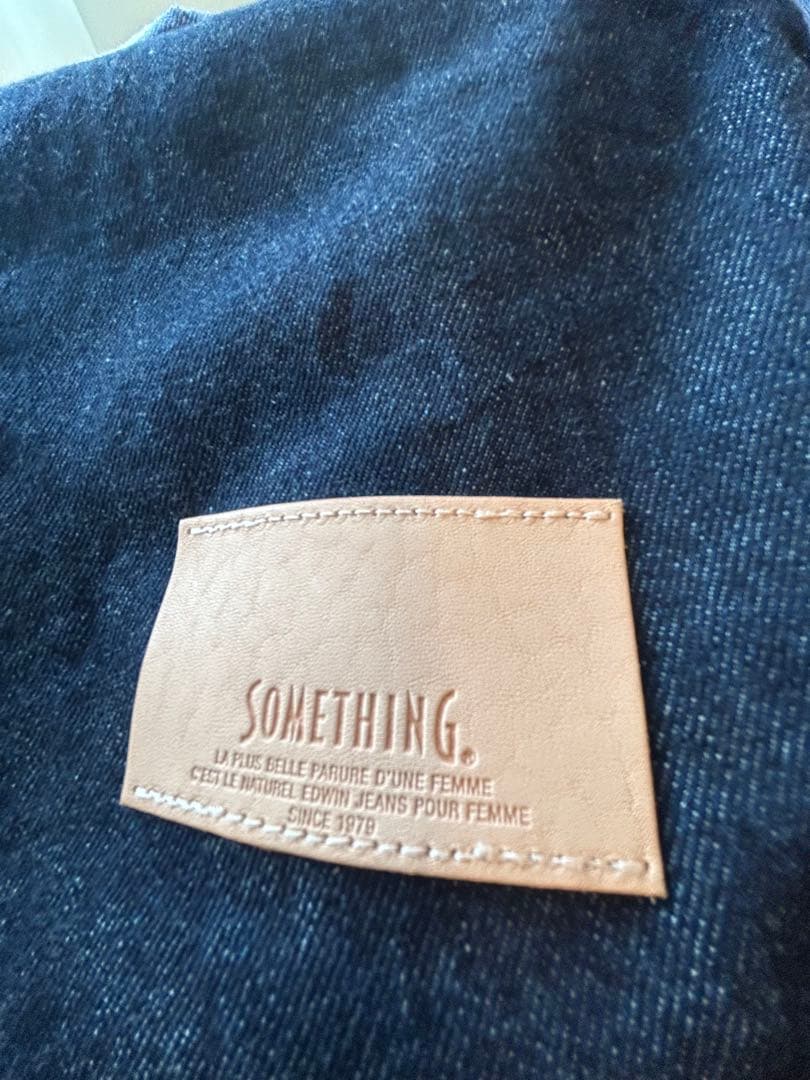 SOMETHING.®
LA PLUS BELLE PARURE D'UNE FEMME
C'EST LE NATUREL EDWIN JEANS POUR FEMME
SINCE 1979